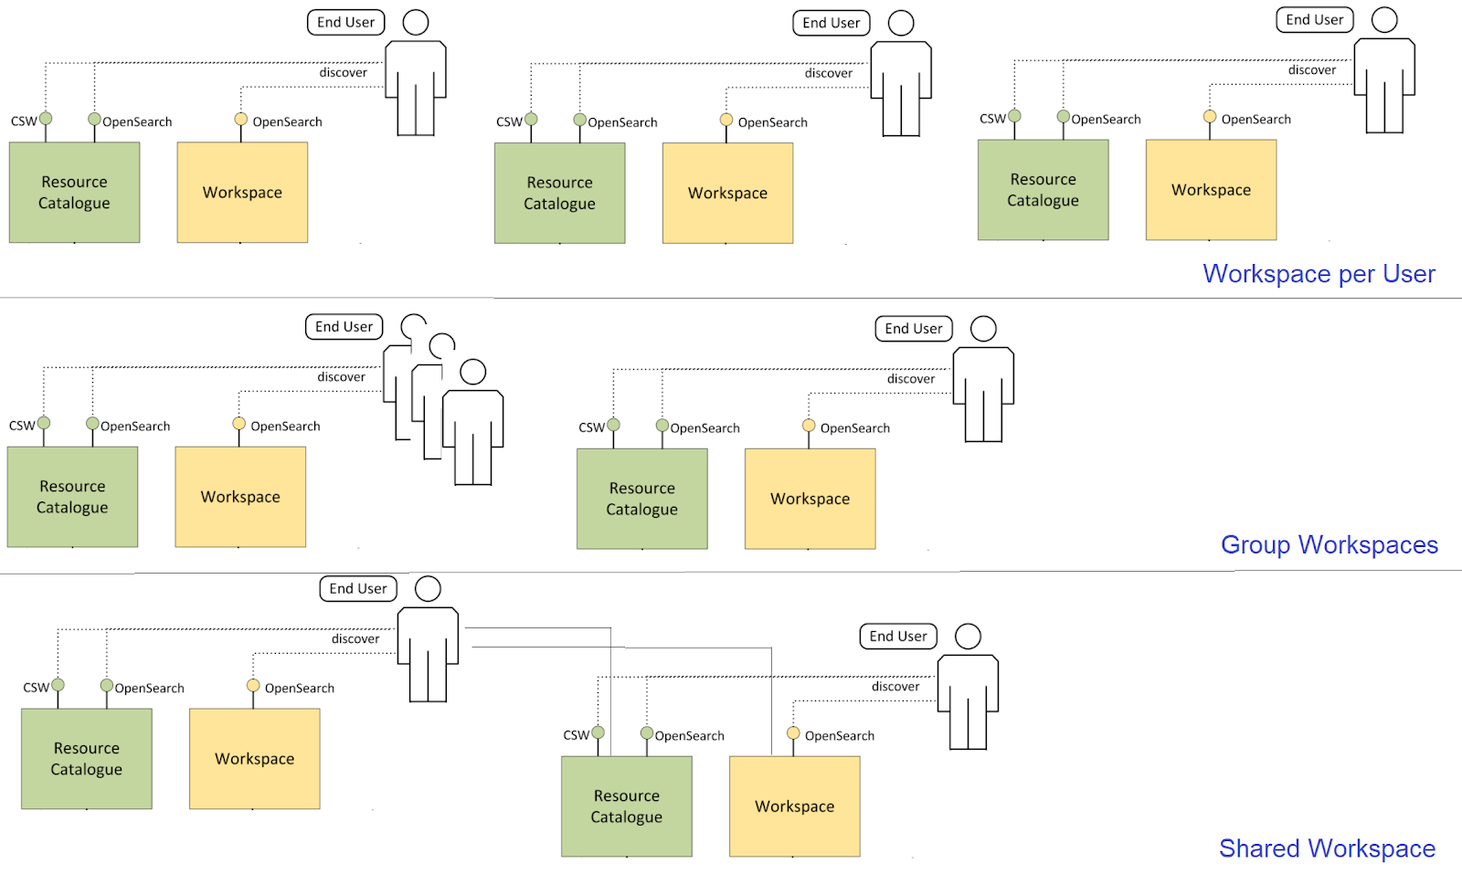 End User
discover
CSW
OpenSearch
OpenSearch
Resource
Catalogue
Workspace
End User
discover
CSW
OpenSearch
OpenSearch
Resource
Catalogue
Workspace
End User
discover
CSW
OpenSearch
OpenSearch
Resource
Catalogue
Workspace
Workspace per User
End User
discover
CSW
OpenSearch
OpenSearch
Resource
Catalogue
Workspace
End User
discover
CSW
OpenSearch
OpenSearch
Resource
Catalogue
Workspace
Group Workspaces
End User
discover
CSW
OpenSearch
OpenSearch
Resource
Catalogue
Workspace
End User
discover
CSW
OpenSearch
OpenSearch
Resource
Catalogue
Workspace
Shared Workspace